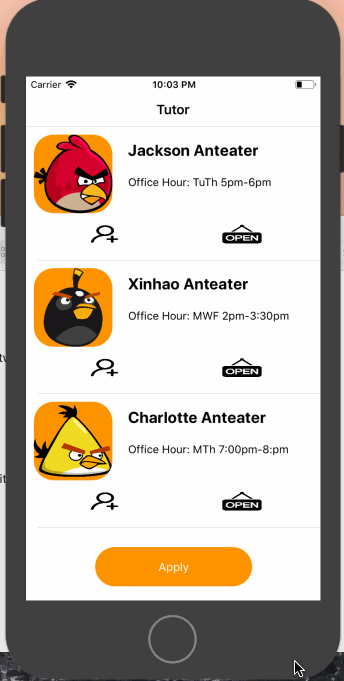 Carrier 10:03 PM
Tutor
Jackson Anteater
Office Hour: TuTh 5pm-6pm
OPEN
Xinhao Anteater
Office Hour: MWF 2pm-3:30pm
OPEN
Charlotte Anteater
Office Hour: MTh 7:00pm-8:pm
OPEN
Apply